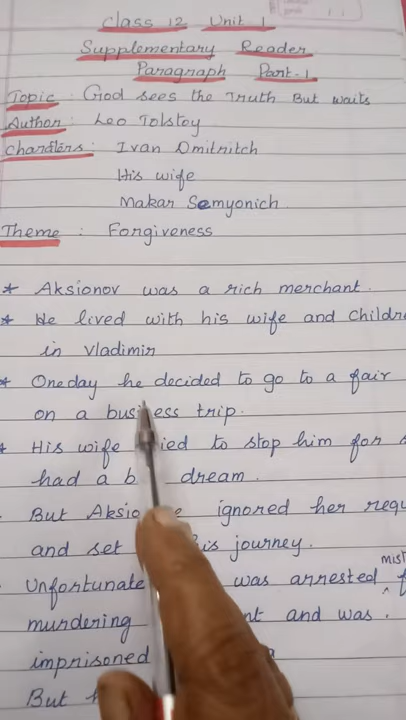 Class 12 Unit 1
Supplementary Reader
Paragraph Part-1
Topic: God sees the Truth But waits
Author: Leo Tolstoy
Ivan Dmitritch
His wife
Makar Semyonich
Theme: Forgiveness
* Aksionov was a rich merchant.
* He lived with his wife and
in Vladimir
* Oneday he decided to go to a fair
on a business trip.
* His wife to stop him for
had a dream.
But ignored her
and set journey.
was arrested
murdering and was
imprisoned
But